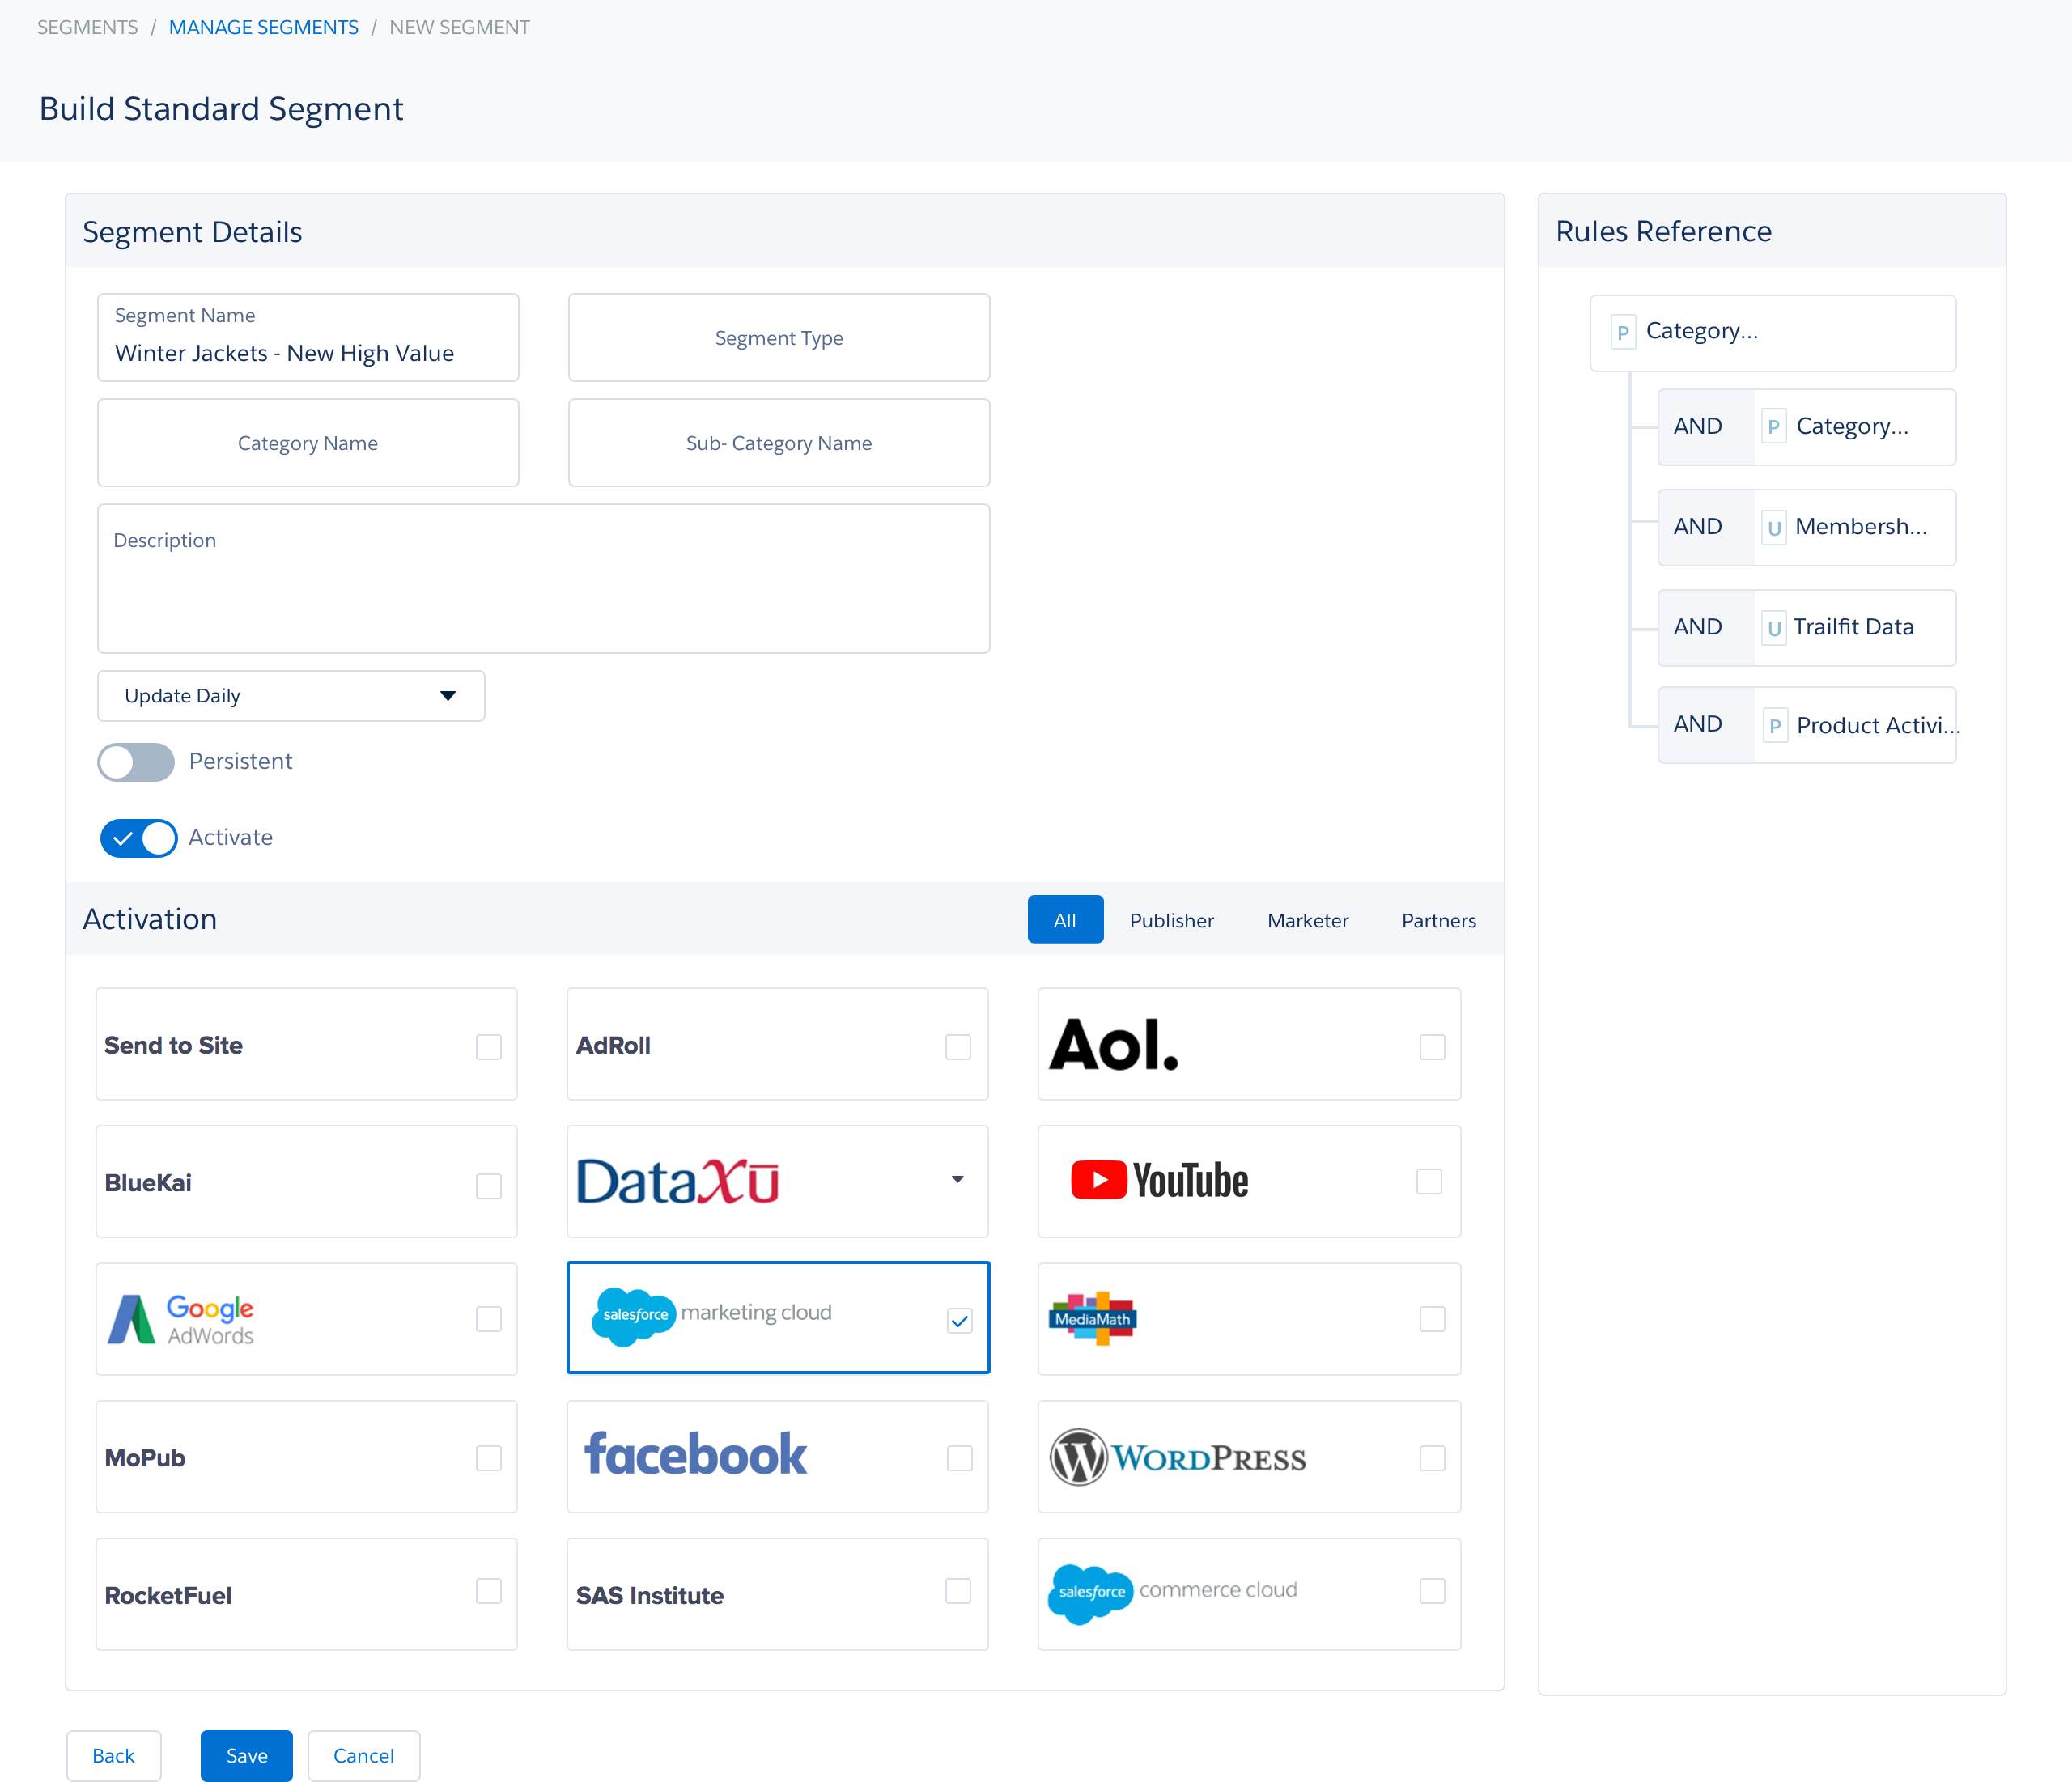 SEGMENTS / MANAGE SEGMENTS / NEW SEGMENT
Build Standard Segment
Segment Details
Segment Name
Winter Jackets - New High Value
Segment Type
Category Name
Sub- Category Name
Description
Update Daily
Persistent
Activate
Activation
All
Publisher
Marketer
Partners
Send to Site
AdRoll
Aol.
BlueKai
DataXū
YouTube
Google
AdWords
salesforce marketing cloud
MediaMath
MoPub
facebook
WORDPRESS
RocketFuel
SAS Institute
salesforce commerce cloud
Rules Reference
P Category...
AND P Category...
AND U Membersh...
AND U Trailfit Data
AND P Product Activi...
Back
Save
Cancel